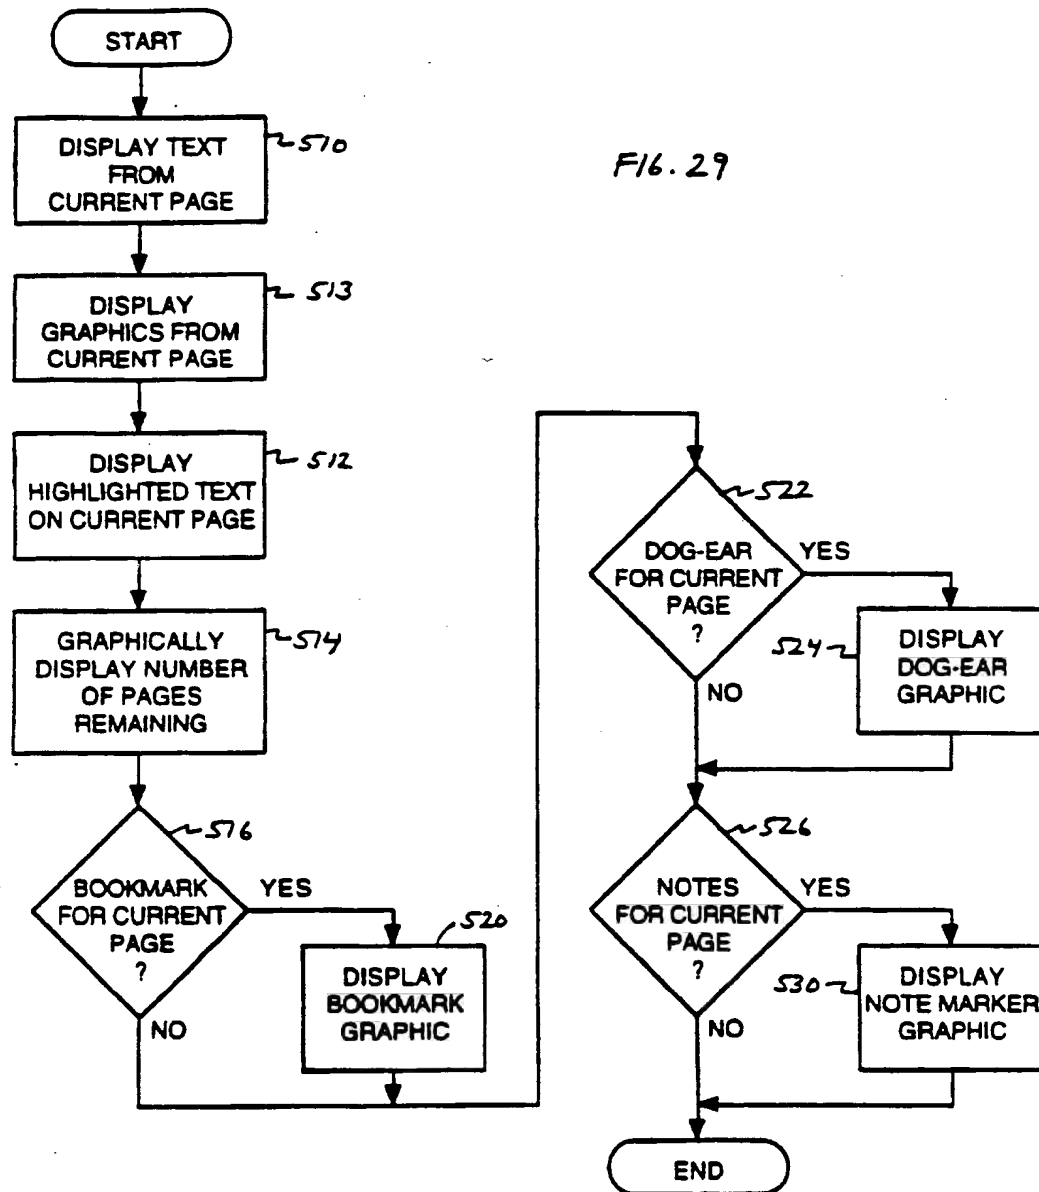 START
DISPLAY TEXT
FROM
CURRENT PAGE
510
FIG. 29
DISPLAY
GRAPHICS FROM
CURRENT PAGE
513
DISPLAY
HIGHLIGHTED TEXT
ON CURRENT PAGE
512
GRAPHICALLY
DISPLAY NUMBER
OF PAGES
REMAINING
514
BOOKMARK
FOR CURRENT
PAGE
?
516
YES
NO
DISPLAY
BOOKMARK
GRAPHIC
520
DOG-EAR
FOR CURRENT
PAGE
?
522
YES
NO
DISPLAY
DOG-EAR
GRAPHIC
524
NOTES
FOR CURRENT
PAGE
?
526
YES
NO
DISPLAY
NOTE MARKER
GRAPHIC
530
END